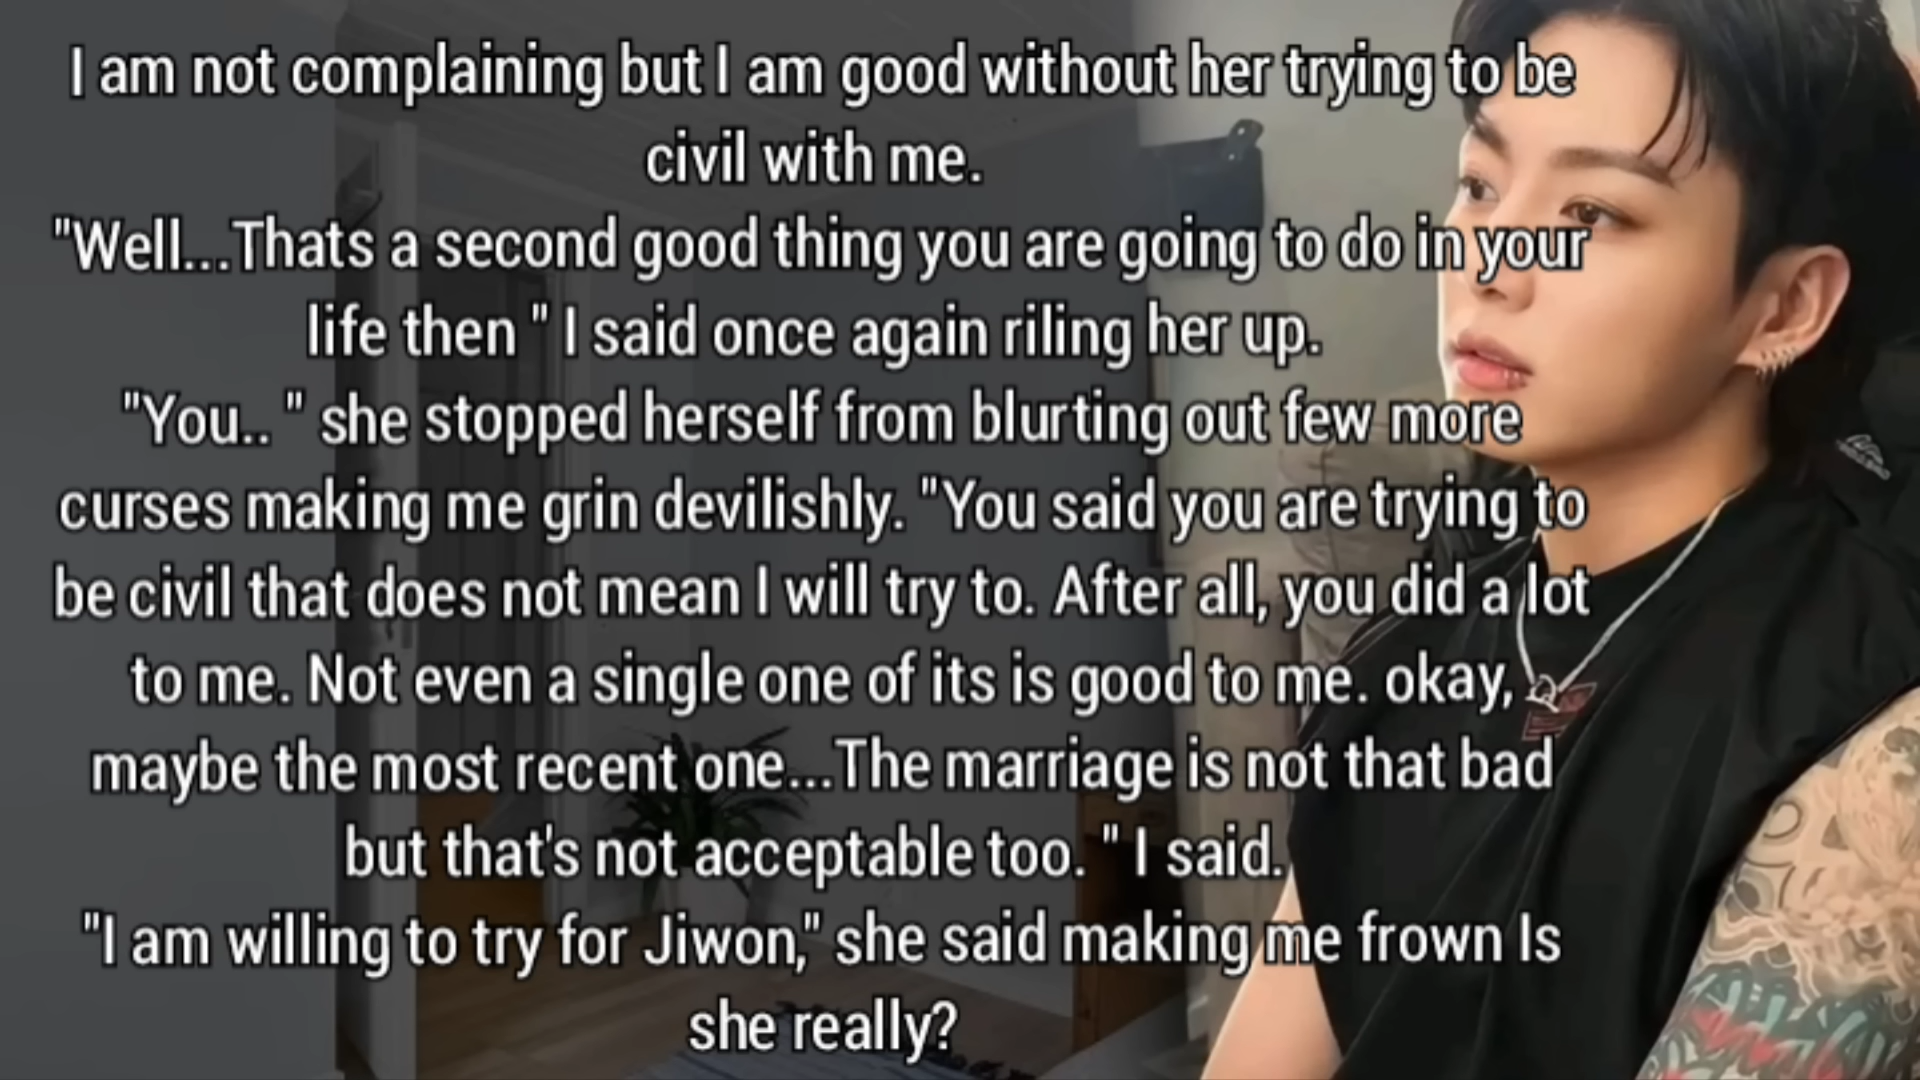 I am not complaining but I am good without her trying to be
civil with me.
"Well...Thats a second good thing you are going to do in your
life then " I said once again riling her up.
"You.. " she stopped herself from blurting out few more
curses making me grin devilishly. "You said you are trying to
be civil that does not mean I will try to. After all, you did a lot
to me. Not even a single one of its is good to me. okay,
maybe the most recent one...The marriage is not that bad
but that's not acceptable too. " I said.
"I am willing to try for Jiwon," she said making me frown Is
she really?